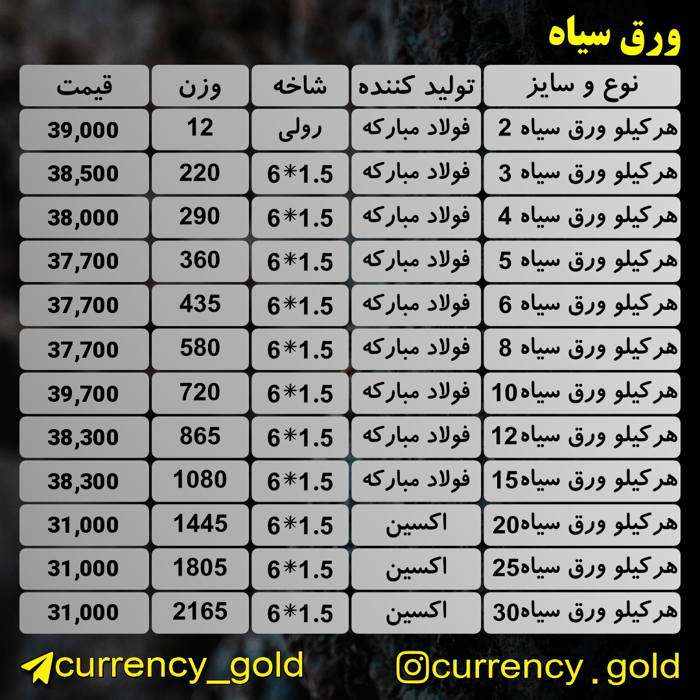 ورق سیاه
نوع و سایز تولید کننده شاخه وزن قیمت
هرکیلو ورق سیاه 2 فولاد مبارکه رولی 12 39,000
هرکیلو ورق سیاه 3 فولاد مبارکه 6*1.5 220 38,500
هرکیلو ورق سیاه 4 فولاد مبارکه 6*1.5 290 38,000
هرکیلو ورق سیاه 5 فولاد مبارکه 6*1.5 360 37,700
هرکیلو ورق سیاه 6 فولاد مبارکه 6*1.5 435 37,700
هرکیلو ورق سیاه 8 فولاد مبارکه 6*1.5 580 37,700
هرکیلو ورق سیاه10 فولاد مبارکه 6*1.5 720 39,700
هرکیلو ورق سیاه12 فولاد مبارکه 6*1.5 865 38,300
هرکیلو ورق سیاه15 فولاد مبارکه 6*1.5 1080 38,300
هرکیلو ورق سیاه20 اکسین 6*1.5 1445 31,000
هرکیلو ورق سیاه25 اکسین 6*1.5 1805 31,000
هرکیلو ورق سیاه30 اکسین 6*1.5 2165 31,000
currency_gold currency.gold